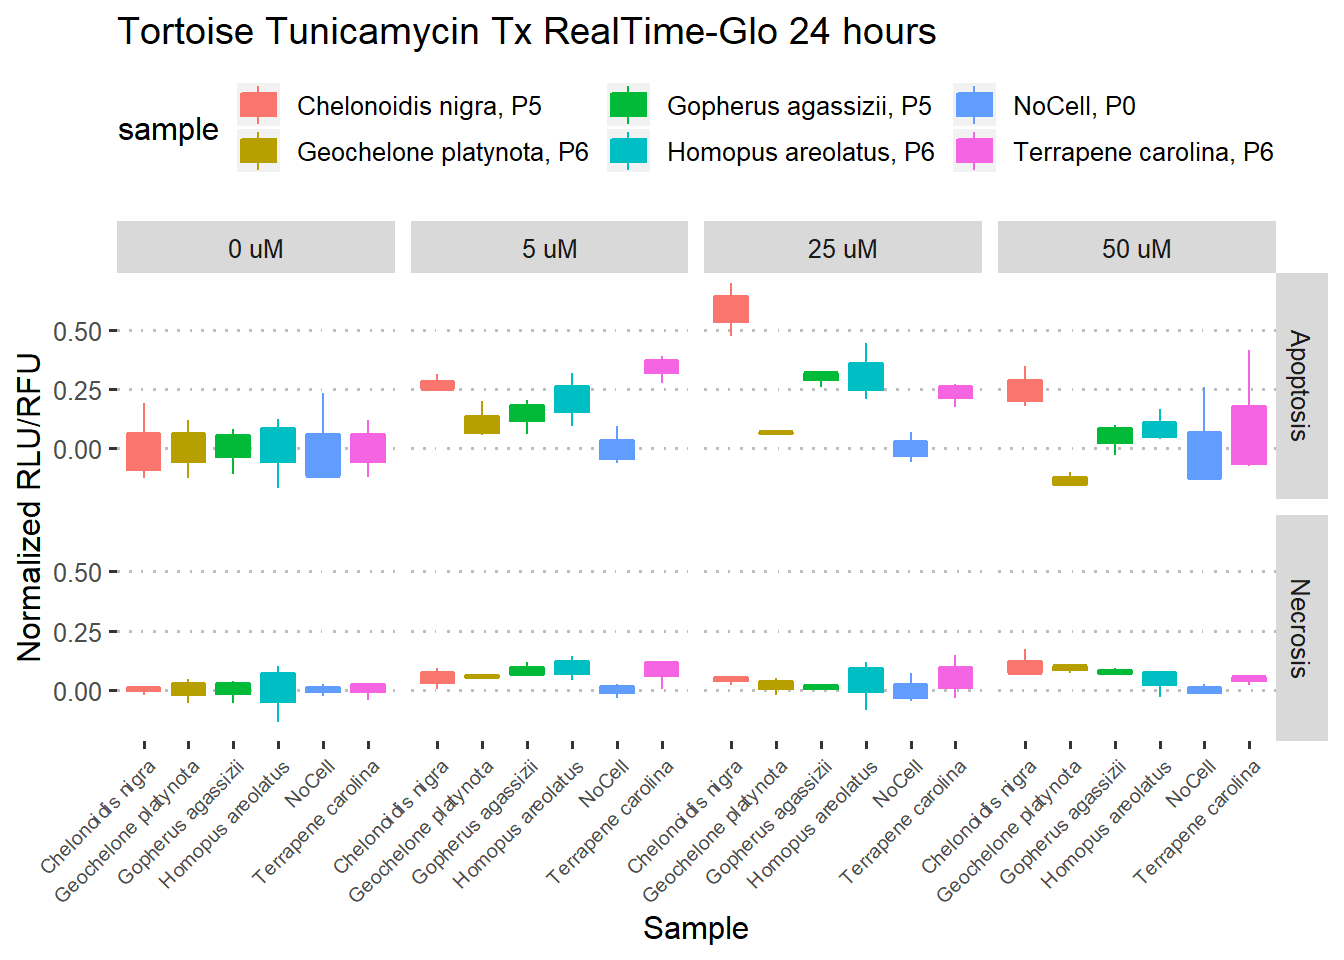 Tortoise Tunicamycin Tx RealTime-Glo 24 hours
sample
Chelonoidis nigra, P5
Gopherus agassizii, P5
NoCell, P0
Geochelone platynota, P6
Homopus areolatus, P6
Terrapene carolina, P6
0 uM
5 uM
25 uM
50 uM
Normalized RLU/RFU
0.50
0.25
0.00
Apoptosis
0.50
0.25
0.00
Necrosis
Chelonoidis nigra
Geochelone platynota
Gopherus agassizii
Homopus areolatus
NoCell
Terrapene carolina
Chelonoidis nigra
Geochelone platynota
Gopherus agassizii
Homopus areolatus
NoCell
Terrapene carolina
Chelonoidis nigra
Geochelone platynota
Gopherus agassizii
Homopus areolatus
NoCell
Terrapene carolina
Chelonoidis nigra
Geochelone platynota
Gopherus agassizii
Homopus areolatus
NoCell
Terrapene carolina
Sample